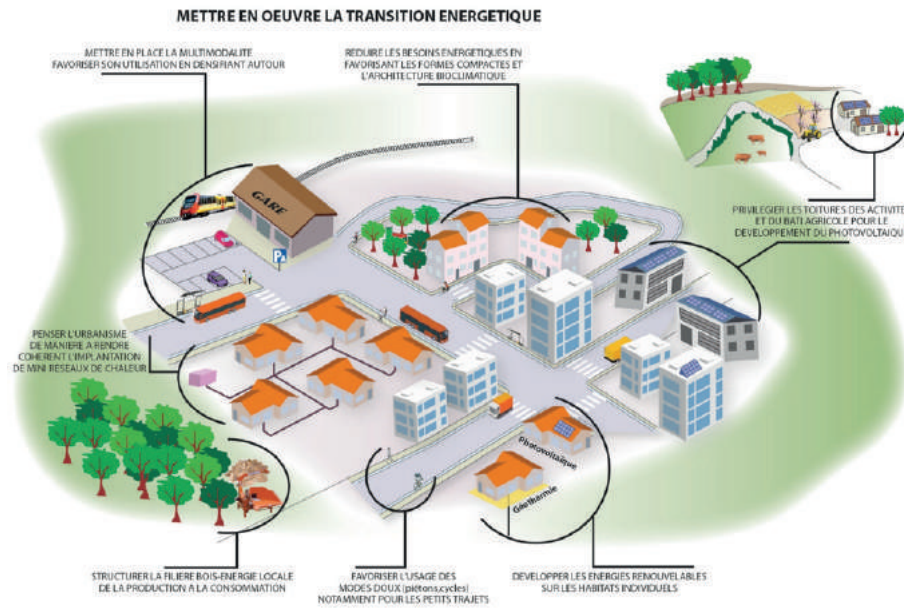 METTRE EN OEUVRE LA TRANSITION ENERGETIQUE
METTRE EN PLACE LA MULTIMODALITE
FAVORISER SON UTILISATION EN DENSIFIANT AUTOUR
REDUIRE LES BESOINS ENERGETIQUES EN
FAVORISANT LES FORMES COMPACTES ET
L'ARCHITECTURE BIOCLIMATIQUE
GARE
P
PRIVILEGIER LES TOITURES DES ACTIVITE
ET DU BATI AGRICOLE POUR LE
DEVELOPPEMENT DU PHOTOVOLTAIQUE
PENSER L'URBANISME
DE MANIERE A RENDRE
COHERENT L'IMPLANTATION
DE MINI RESEAUX DE CHALEUR
Photovoltaïque
Géothermie
STRUCTURER LA FILIERE BOIS-ENERGIE LOCALE
DE LA PRODUCTION A LA CONSOMMATION
FAVORISER L'USAGE DES
MODES DOUX (piétons,cycles)
NOTAMMENT POUR LES PETITS TRAJETS
DEVELOPPER LES ENERGIES RENOUVELABLES
SUR LES HABITATS INDIVIDUELS